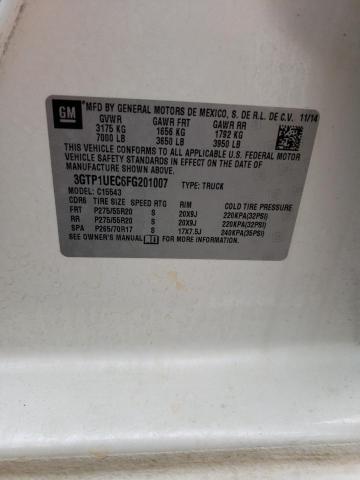 GM
MFD BY GENERAL MOTORS DE MEXICO, S. DE R.L. DE C.V. 11/14
GVWR GAWR FRT GAWR RR
3175 KG 1656 KG 1792 KG
7000 LB 3650 LB 3950 LB
THIS VEHICLE CONFORMS TO ALL APPLICABLE U.S. FEDERAL MOTOR
VEHICLE SAFETY STANDARDS IN EFFECT ON THE DATE OF
MANUFACTURE SHOWN ABOVE.
3GTP1UEC6FG201007 TYPE: TRUCK
MODEL: C15543
CDR6 TIRE SIZE SPEED RTG RIM COLD TIRE PRESSURE
FRT P275/55R20 S 20X9J 220KPA(32PSI)
RR P275/55R20 S 20X9J 220KPA(32PSI)
SPA P265/70R17 S 17X7.5J 240KPA(35PSI)
SEE OWNER'S MANUAL FOR MORE INFORMATION.